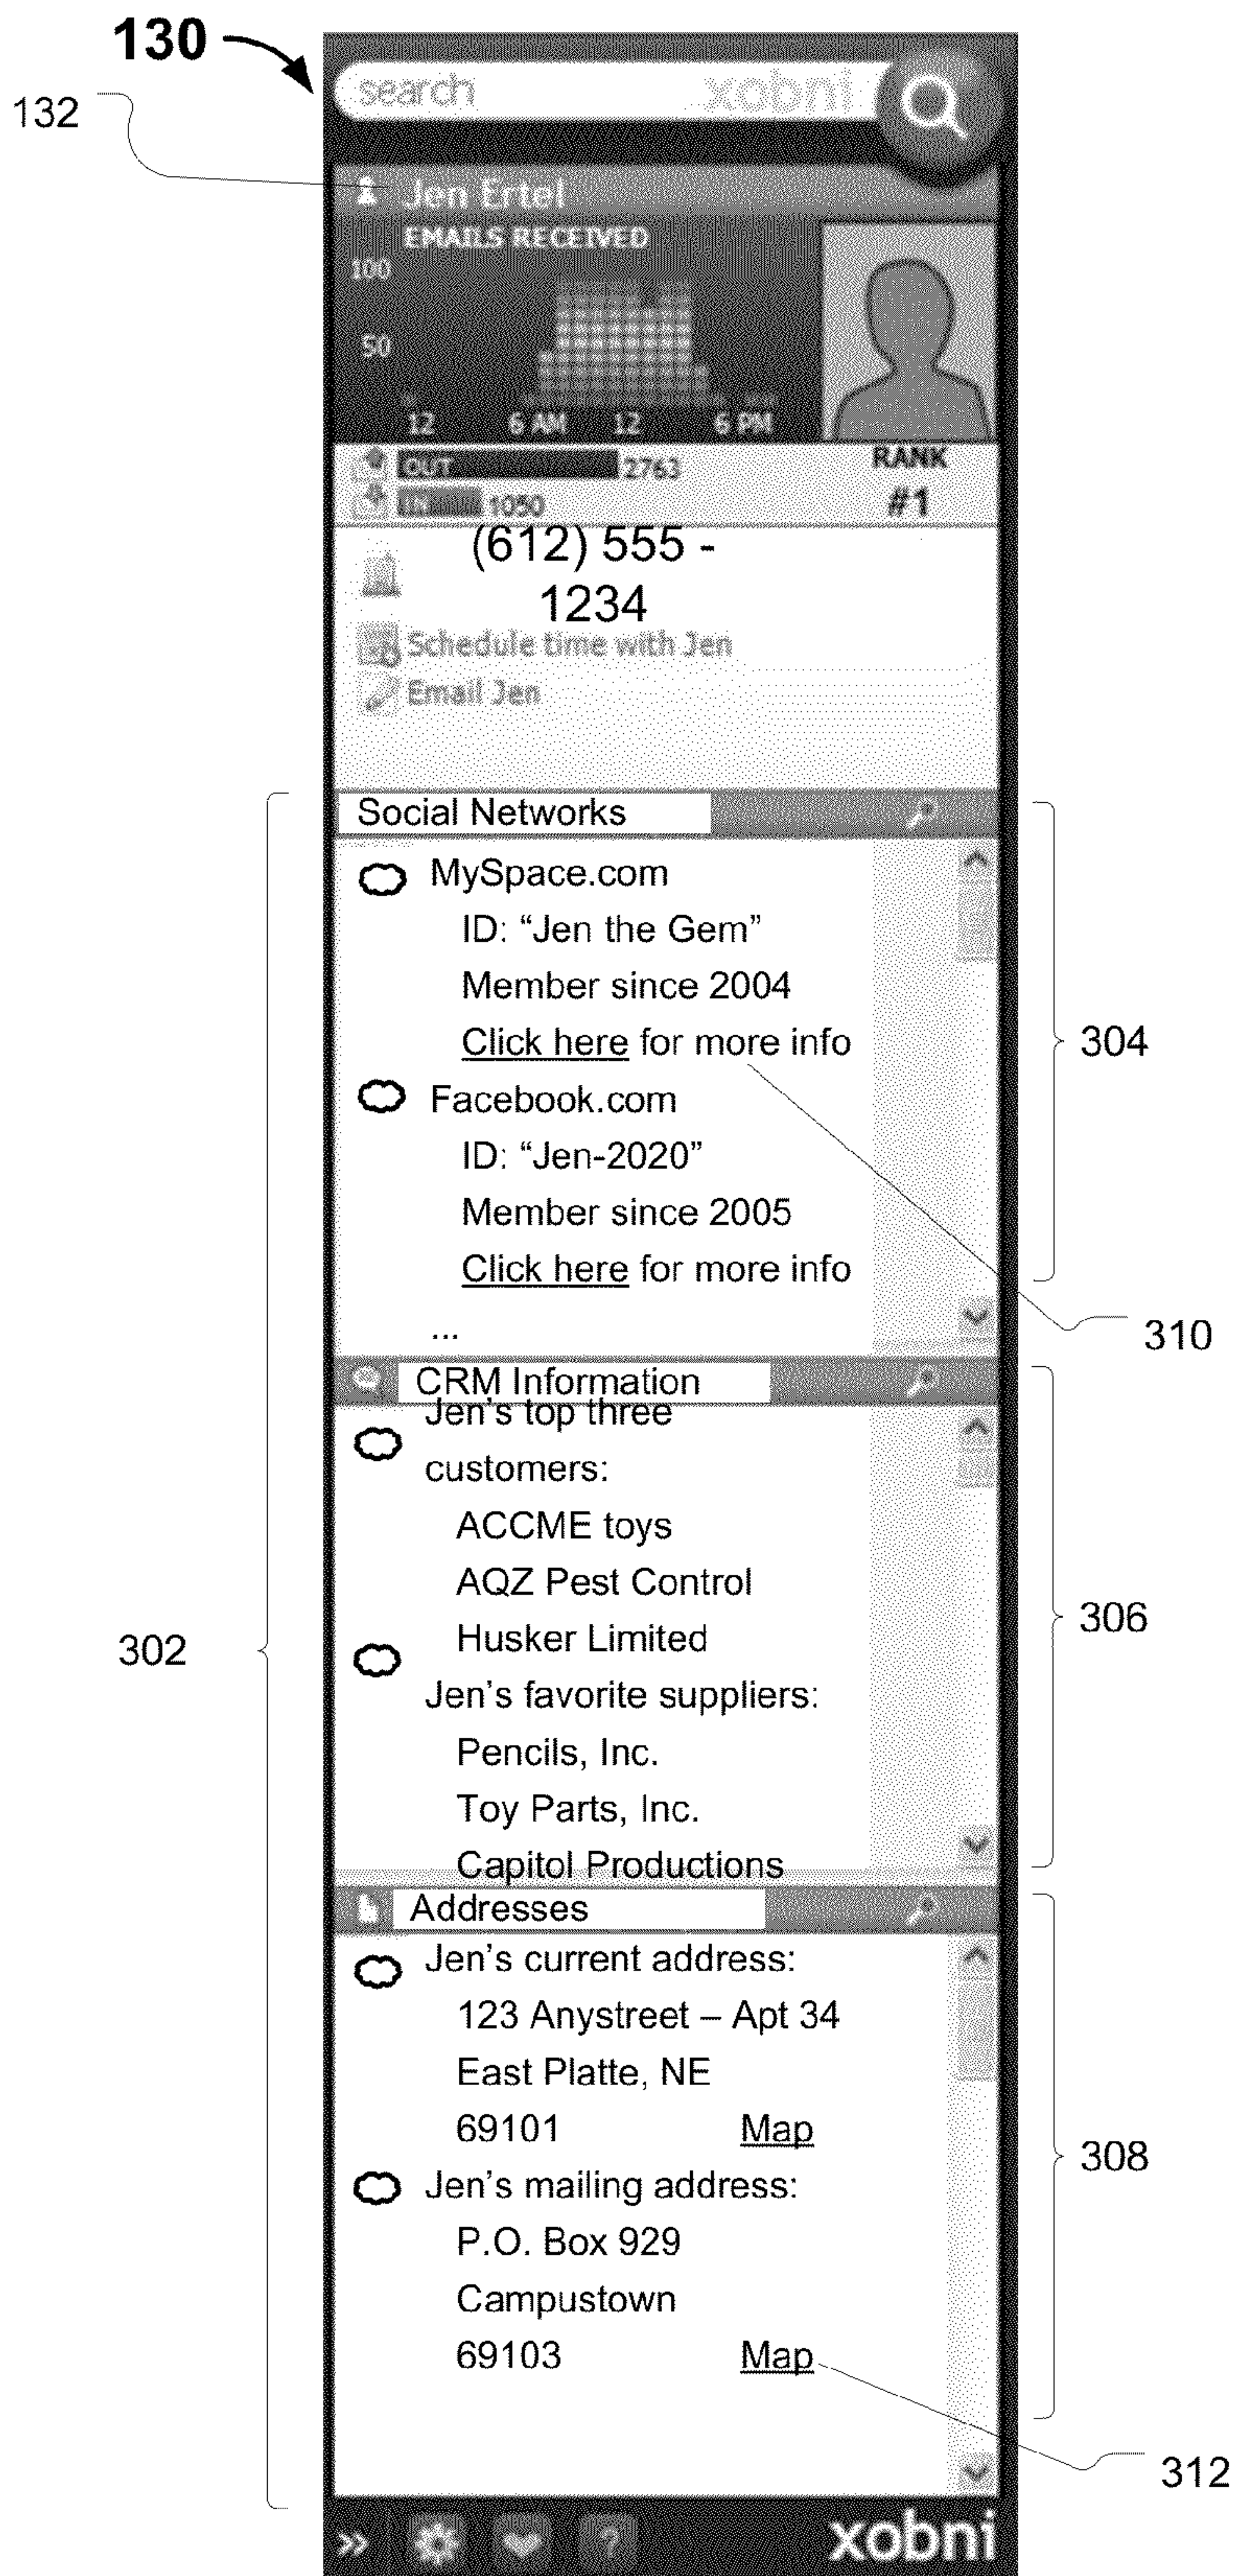 130
search xobni
132
Jen Ertel
EMAILS RECEIVED
100
50
12 6 AM 12 6 PM
OUT 2763
IN 1050
RANK
#1
(612) 555 -
1234
Schedule time with Jen
Email Jen
Social Networks
MySpace.com
ID: “Jen the Gem”
Member since 2004
Click here for more info
304
Facebook.com
ID: “Jen-2020”
Member since 2005
Click here for more info
...
310
CRM Information
Jen’s top three
customers:
ACCME toys
AQZ Pest Control
Husker Limited
306
302
Jen’s favorite suppliers:
Pencils, Inc.
Toy Parts, Inc.
Capitol Productions
Addresses
Jen’s current address:
123 Anystreet – Apt 34
East Platte, NE
69101 Map
308
Jen’s mailing address:
P.O. Box 929
Campustown
69103 Map
312
» ? xobni